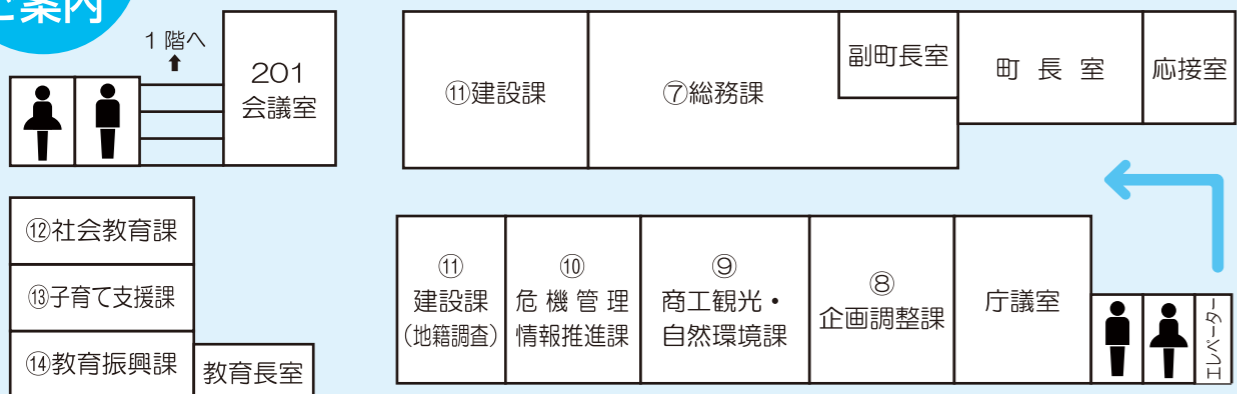 ご案内
1階へ
201
会議室
⑪建設課
⑦総務課
副町長室
町長室
応接室
⑫社会教育課
⑬子育て支援課
⑭教育振興課
教育長室
⑪
建設課
(地籍調査)
⑩
危機管理
情報推進課
⑨
商工観光・
自然環境課
⑧
企画調整課
庁議室
エレベーター